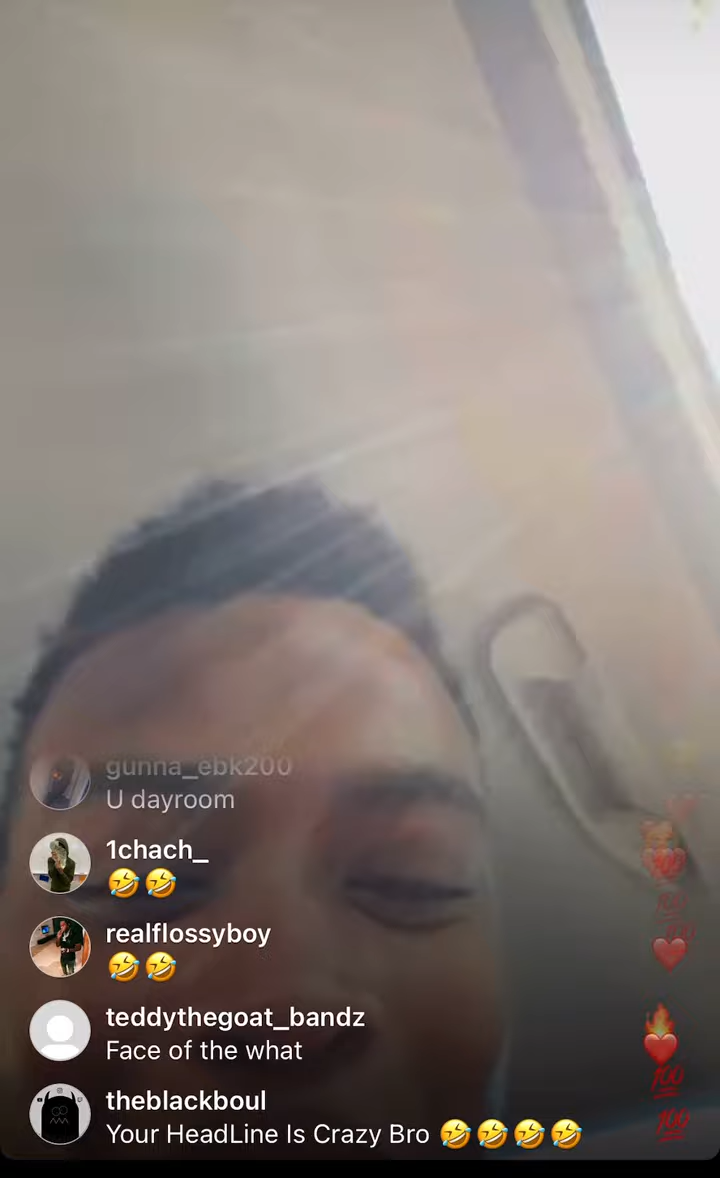 gunna_ebk200
U dayroom
1chach_
🤣🤣
realflossyboy
🤣🤣
teddythegoat_bandz
Face of the what
theblackboul
Your HeadLine Is Crazy Bro 🤣🤣🤣🤣